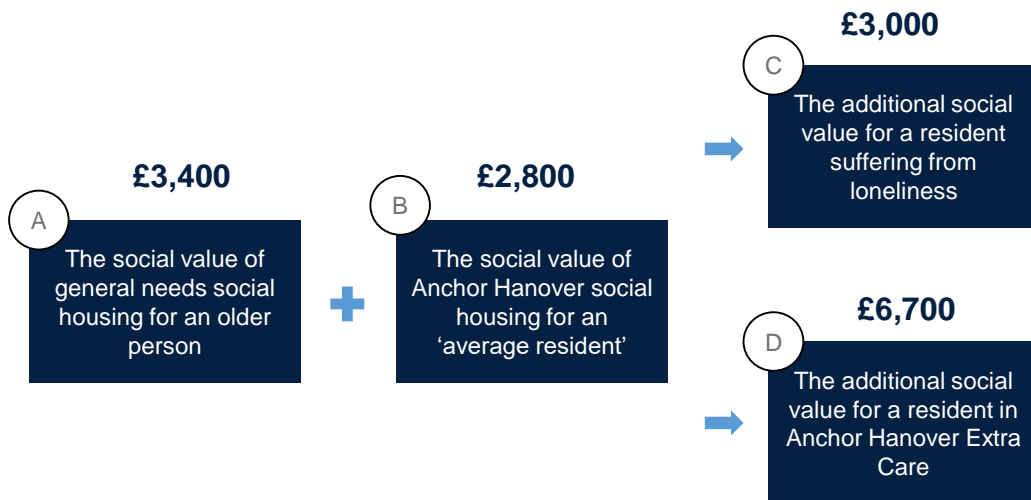 £3,400
A
The social value of
general needs social
housing for an older
person
£2,800
B
The social value of
Anchor Hanover social
housing for an
‘average resident’
£3,000
C
The additional social
value for a resident
suffering from
loneliness
£6,700
D
The additional social
value for a resident in
Anchor Hanover Extra
Care